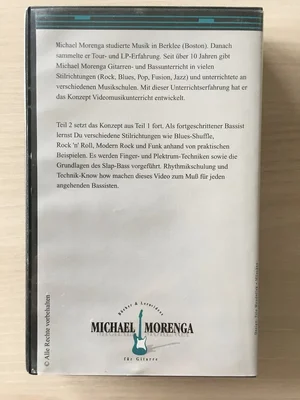 Michael Morenga studierte Musik in Berklee (Boston). Danach
sammelte er Tour- und LP-Erfahrung. Seit über 10 Jahren gibt
Michael Morenga Gitarren- und Bassunterricht in vielen
Stilrichtungen (Rock, Blues, Pop, Fusion, Jazz) und unterrichtete an
verschiedenen Musikschulen. Mit dieser Unterrichtserfahrung hat er
das Konzept Videomusikunterricht entwickelt.
Teil 2 setzt das Konzept aus Teil 1 fort. Als fortgeschrittener Bassist
lernst Du verschiedene Stilrichtungen wie Blues-Shuffle,
Rock 'n' Roll, Modern Rock und Funk anhand von praktischen
Beispielen. Es werden Finger- und Plektrum-Techniken sowie die
Grundlagen des Slap-Bass vorgeführt. Rhythmikschulung und
Technik-Know how machen dieses Video zum Muß für jeden
angehenden Bassisten.
© Alle Rechte vorbehalten
Bücher & Lernvideos
MICHAEL MORENGA
für Gitarre